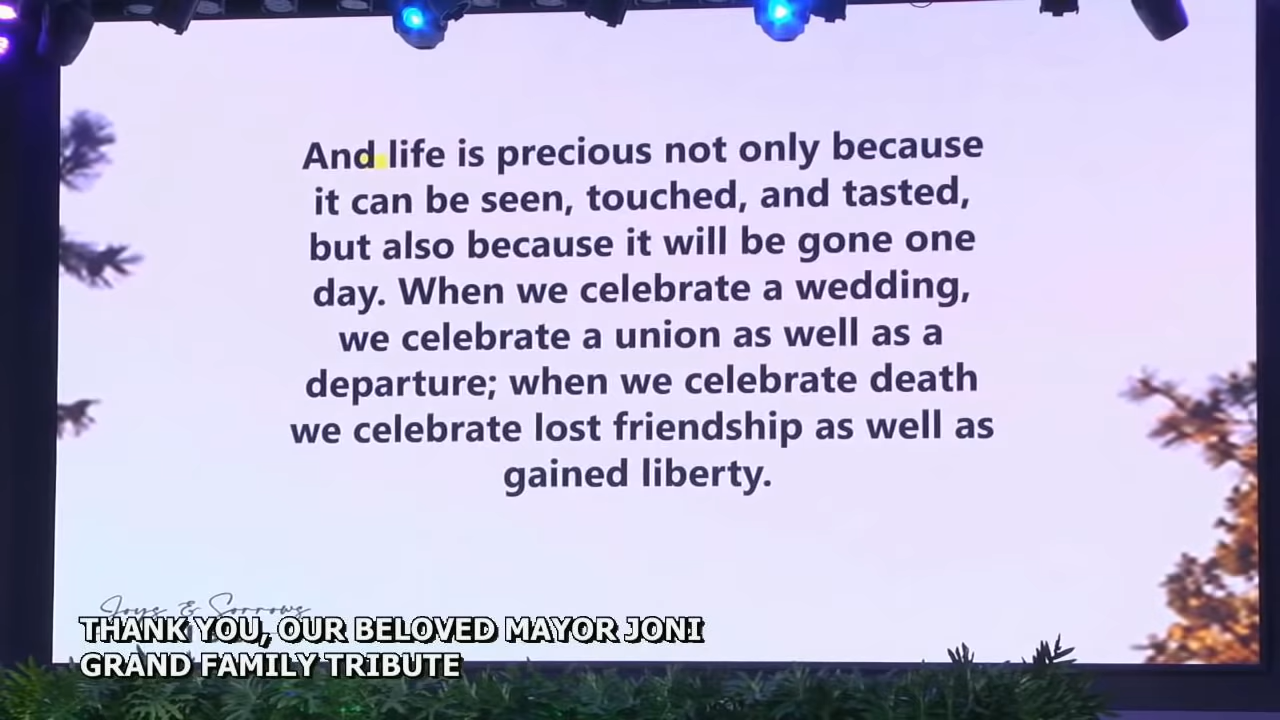 And life is precious not only because
it can be seen, touched, and tasted,
but also because it will be gone one
day. When we celebrate a wedding,
we celebrate a union as well as a
departure; when we celebrate death
we celebrate lost friendship as well as
gained liberty.
Joys & Sorrows
THANK YOU, OUR BELOVED MAYOR JONI
GRAND FAMILY TRIBUTE